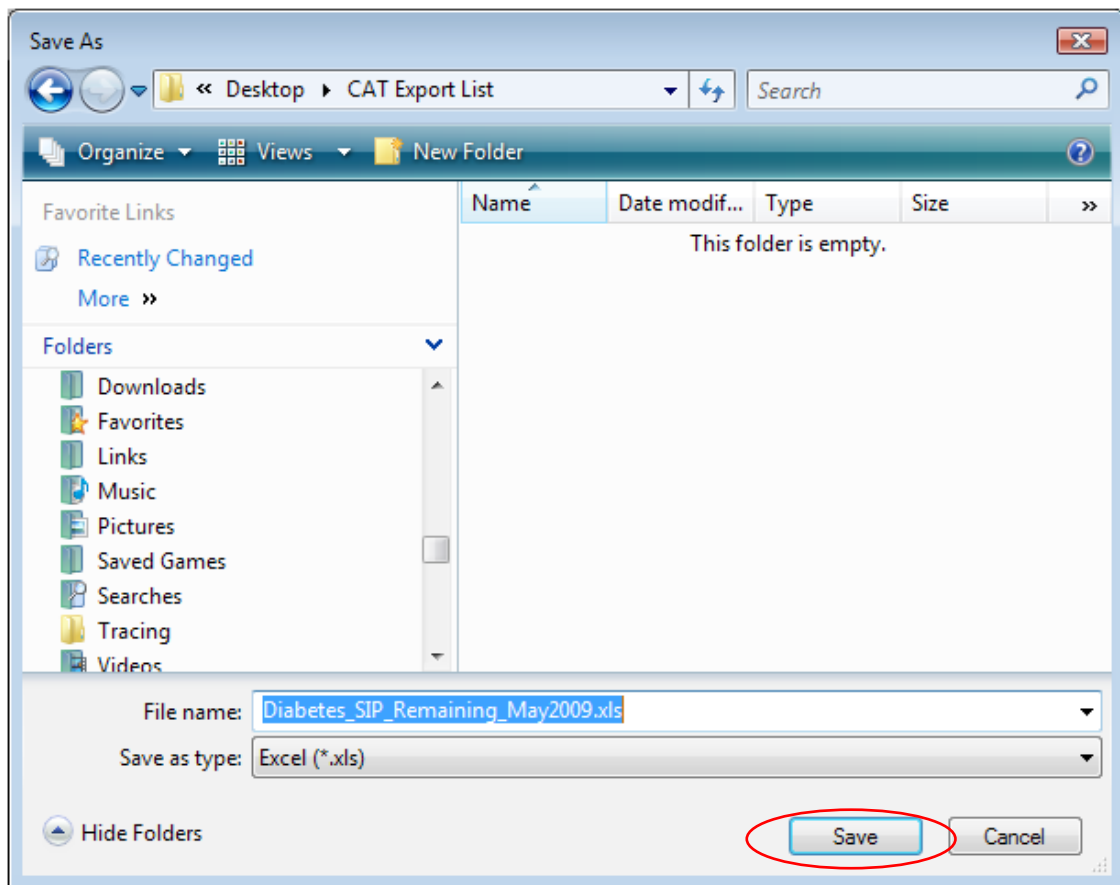 Save As
« Desktop ▸ CAT Export List Search
Organize Views New Folder
Favorite Links
Recently Changed
More »
Folders
Downloads
Favorites
Links
Music
Pictures
Saved Games
Searches
Tracing
Videos
Name Date modif... Type Size »
This folder is empty.
File name: Diabetes_SIP_Remaining_May2009.xls
Save as type: Excel (*.xls)
Hide Folders Save Cancel